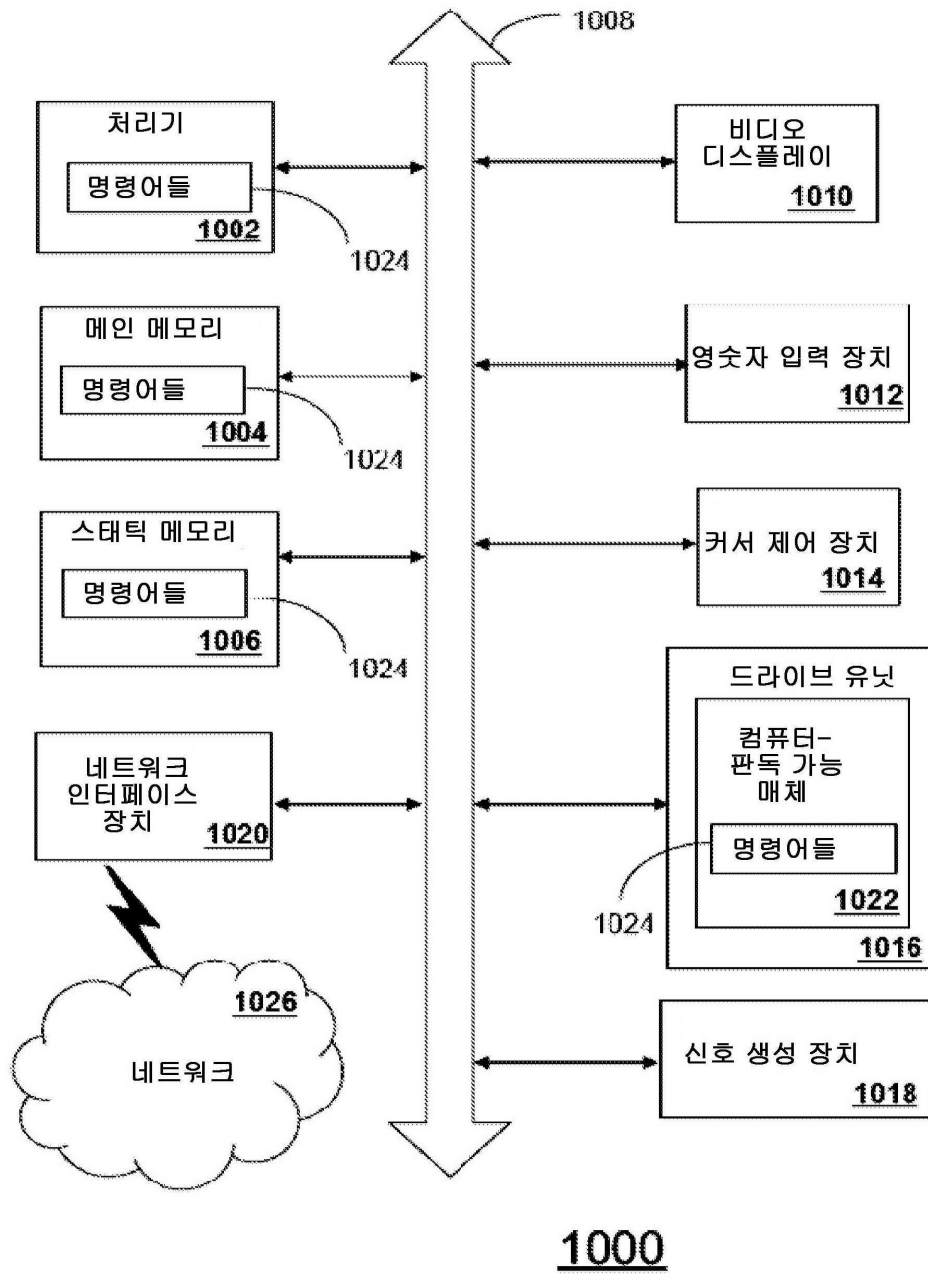 1008
처리기
명령어들
1002
1024
메인 메모리
명령어들
1004
1024
스태틱 메모리
명령어들
1006
1024
네트워크
인터페이스
장치
1020
1026
네트워크
비디오
디스플레이
1010
영숫자 입력 장치
1012
커서 제어 장치
1014
드라이브 유닛
컴퓨터-
판독 가능
매체
명령어들
1022
1024
1016
신호 생성 장치
1018
1000